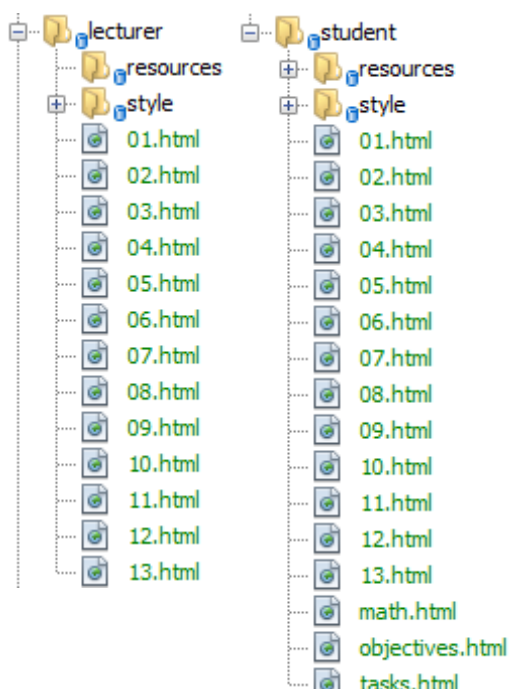 lecturer
resources
style
01.html
02.html
03.html
04.html
05.html
06.html
07.html
08.html
09.html
10.html
11.html
12.html
13.html
student
resources
style
01.html
02.html
03.html
04.html
05.html
06.html
07.html
08.html
09.html
10.html
11.html
12.html
13.html
math.html
objectives.html
tasks.html